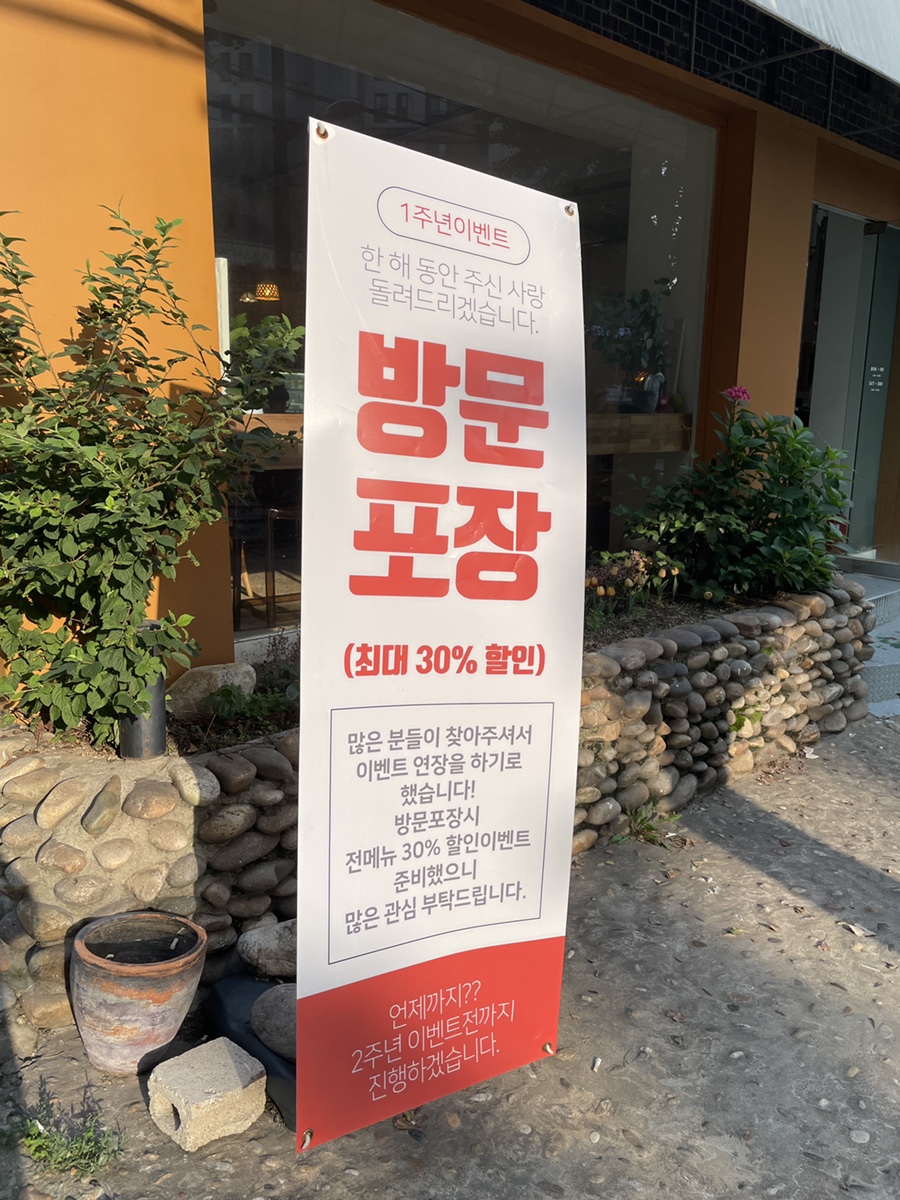 1주년이벤트
한 해 동안 주신 사랑
돌려드리겠습니다.
방문
포장
(최대 30% 할인)
많은 분들이 찾아주셔서
이벤트 연장을 하기로
했습니다!
방문포장시
전메뉴 30% 할인이벤트
준비했으니
많은 관심 부탁드립니다.
언제까지??
2주년 이벤트전까지
진행하겠습니다.